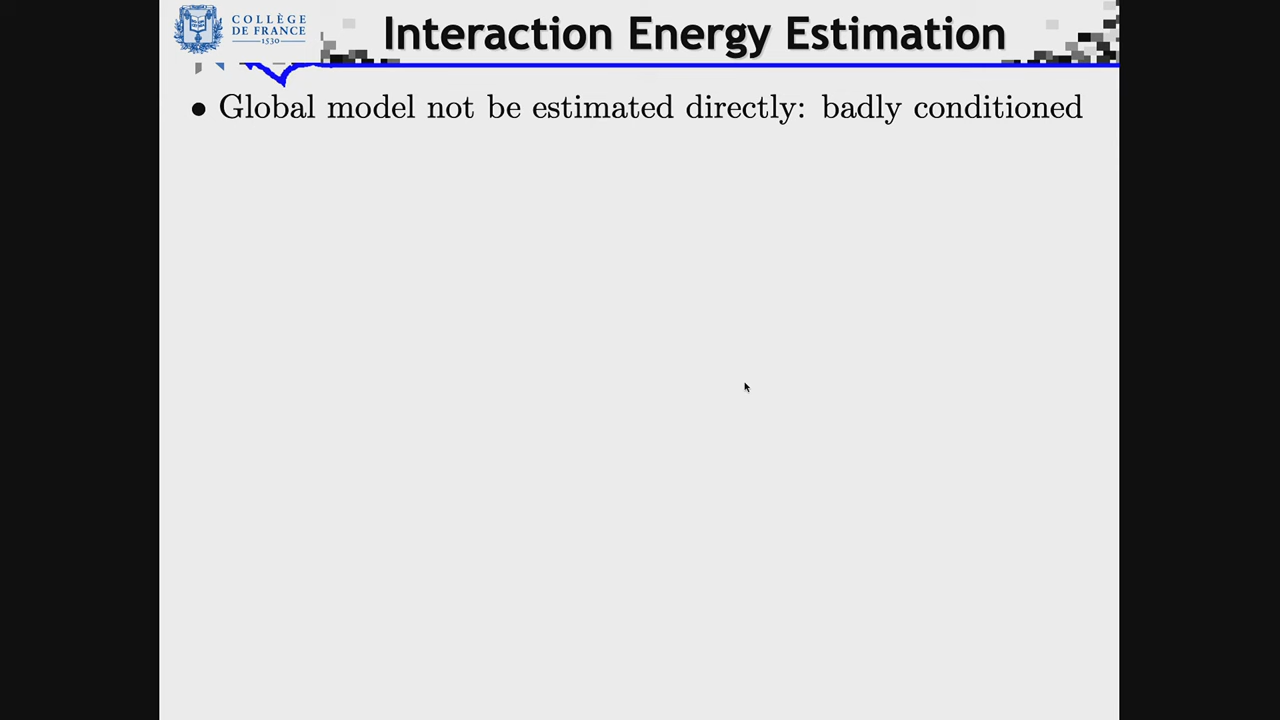 COLLÈGE
DE FRANCE
1530
Interaction Energy Estimation
• Global model not be estimated directly: badly conditioned